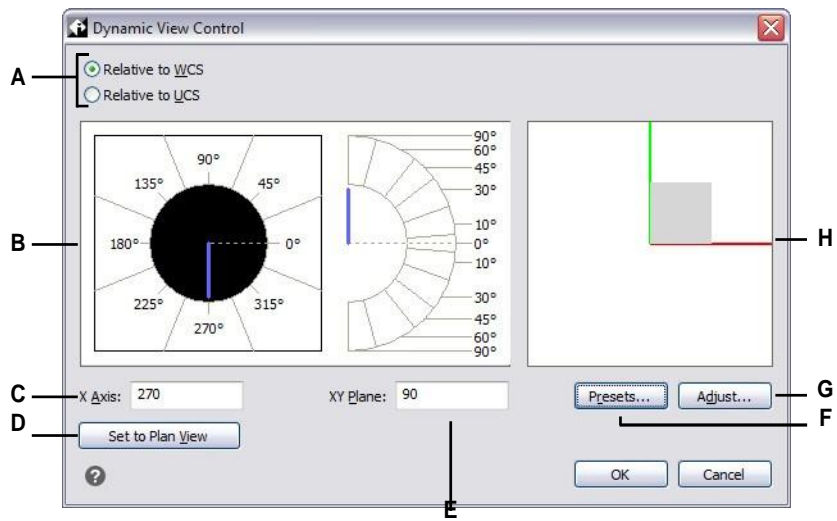 Dynamic View Control
A
Relative to WCS
Relative to UCS
90°
135°
45°
180°
0°
225°
315°
270°
90°
60°
45°
30°
10°
0°
10°
30°
45°
60°
90°
B
H
C
X Axis: 270
XY Plane: 90
Presets...
Adjust...
G
D
Set to Plan View
F
?
OK
Cancel
E